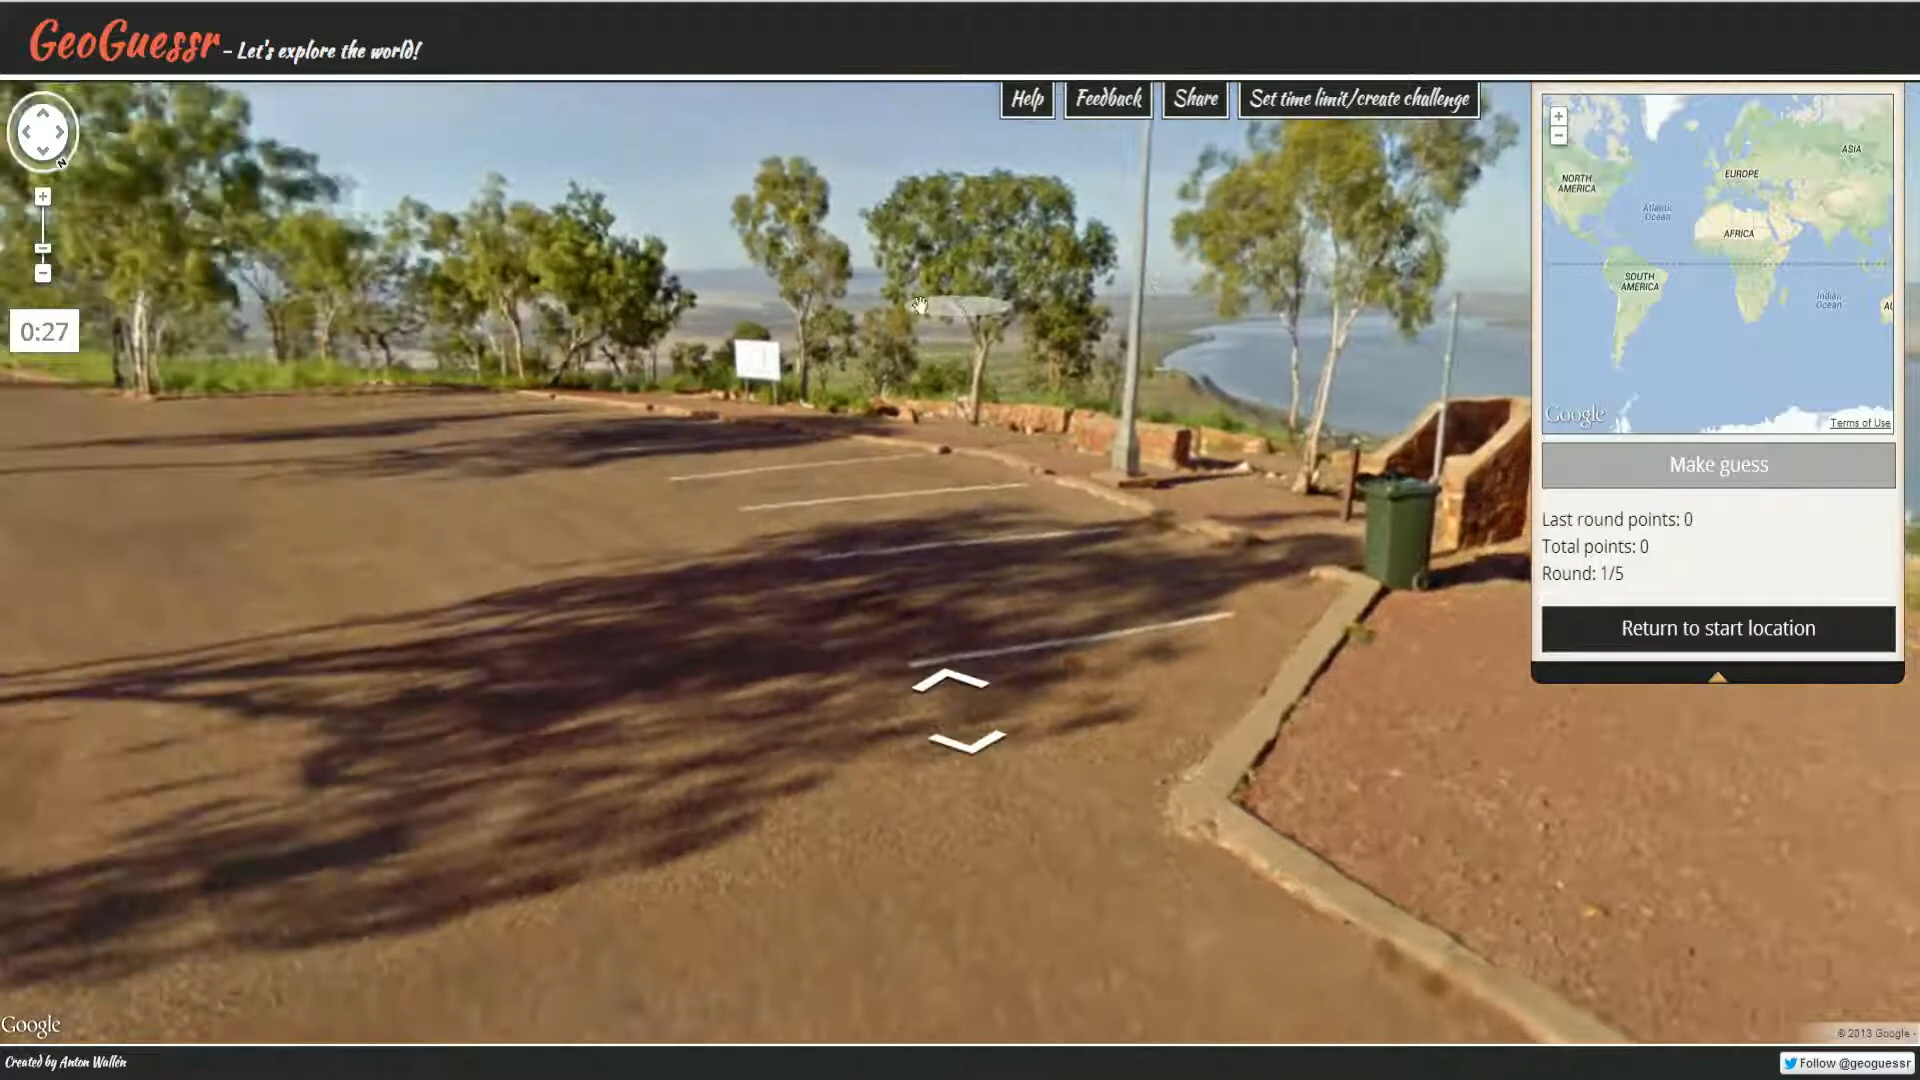 GeoGuessr - Let's explore the world!
Help
Feedback
Share
Set time limit/create challenge
N
0:27
NORTH AMERICA
Atlantic Ocean
EUROPE
ASIA
AFRICA
SOUTH AMERICA
Indian Ocean
AU
Google
Terms of Use
Make guess
Last round points: 0
Total points: 0
Round: 1/5
Return to start location
Google
© 2013 Google -
Created by Anton Wallén
Follow @geoguessr